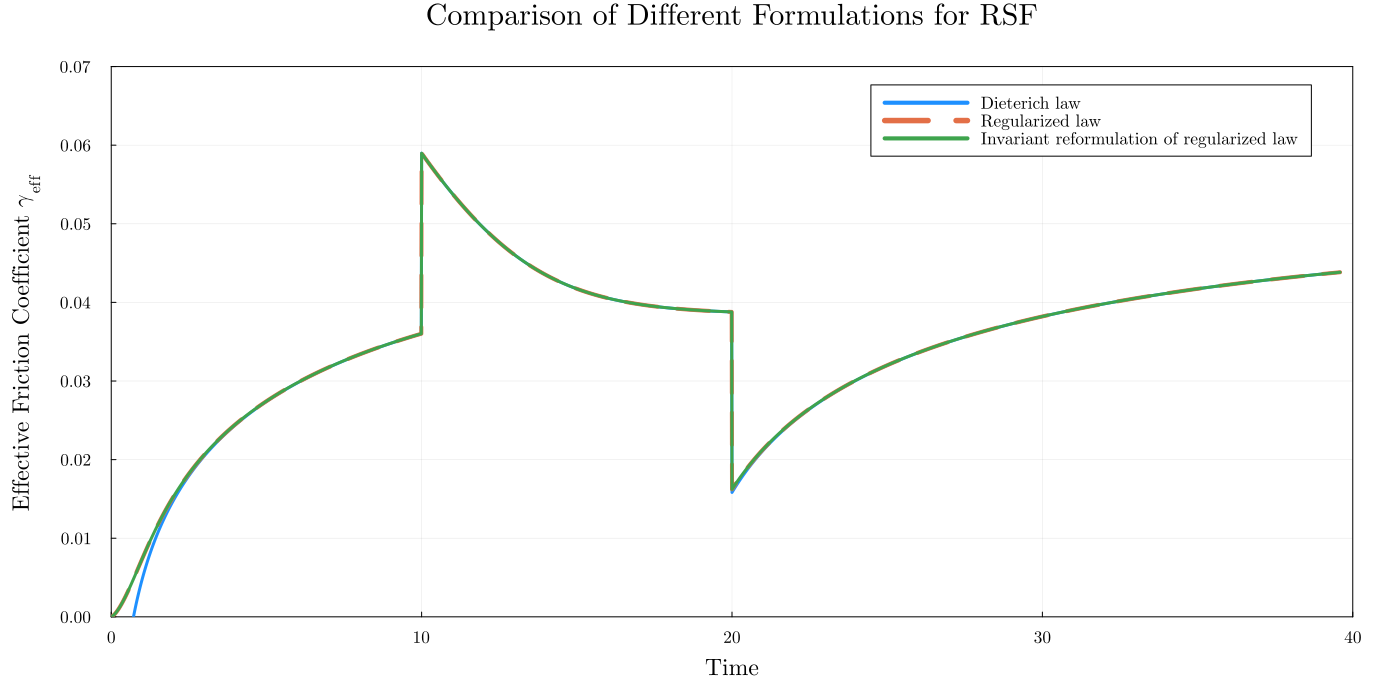 Comparison of Different Formulations for RSF
Effective Friction Coefficient γ_eff
0.07
0.06
0.05
0.04
0.03
0.02
0.01
0.00
Dieterich law
Regularized law
Invariant reformulation of regularized law
0 10 20 30 40
Time